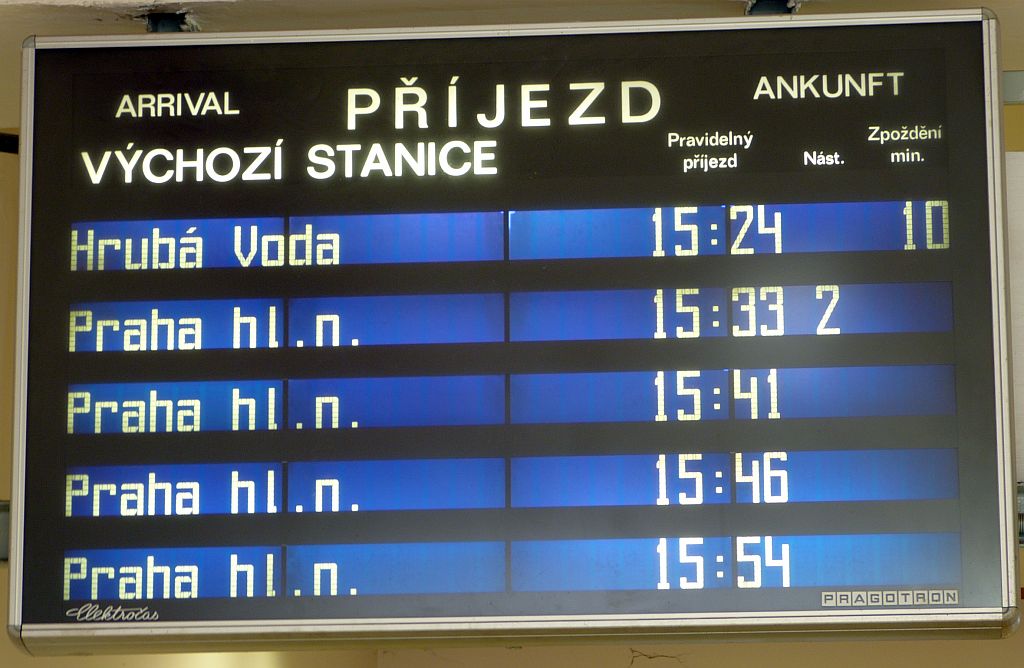 ARRIVAL PŘÍJEZD ANKUNFT
VÝCHOZÍ STANICE Pravidelný příjezd Nást. Zpoždění min.
Hrubá Voda 15:24 10
Praha hl.n. 15:33 2
Praha hl.n. 15:41
Praha hl.n. 15:46
Praha hl.n. 15:54
Elektročas PRAGOTRON